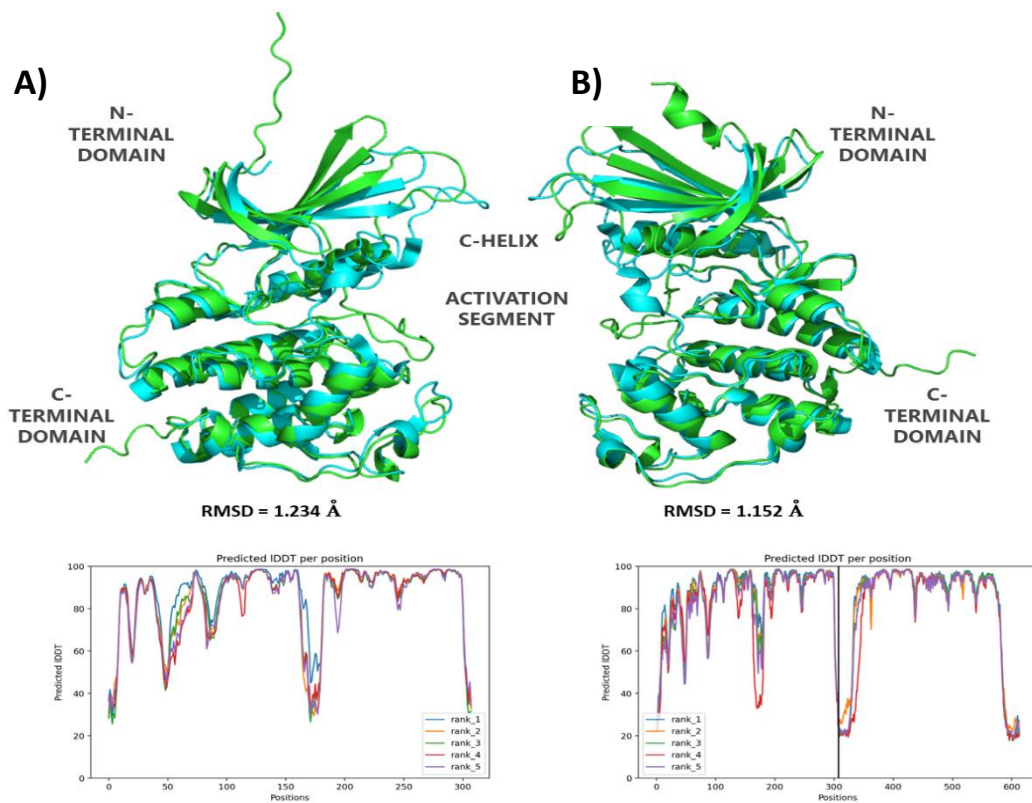 A)
B)
N-
TERMINAL
DOMAIN
N-
TERMINAL
DOMAIN
C-HELIX
ACTIVATION
SEGMENT
C-
TERMINAL
DOMAIN
C-
TERMINAL
DOMAIN
RMSD = 1.234 Å
RMSD = 1.152 Å
Predicted lDDT per position
100
80
60
40
20
0
Predicted lDDT
0 50 100 150 200 250 300
Positions
rank_1
rank_2
rank_3
rank_4
rank_5
Predicted lDDT per position
100
80
60
40
20
0
Predicted lDDT
0 100 200 300 400 500 600
Positions
rank_1
rank_2
rank_3
rank_4
rank_5